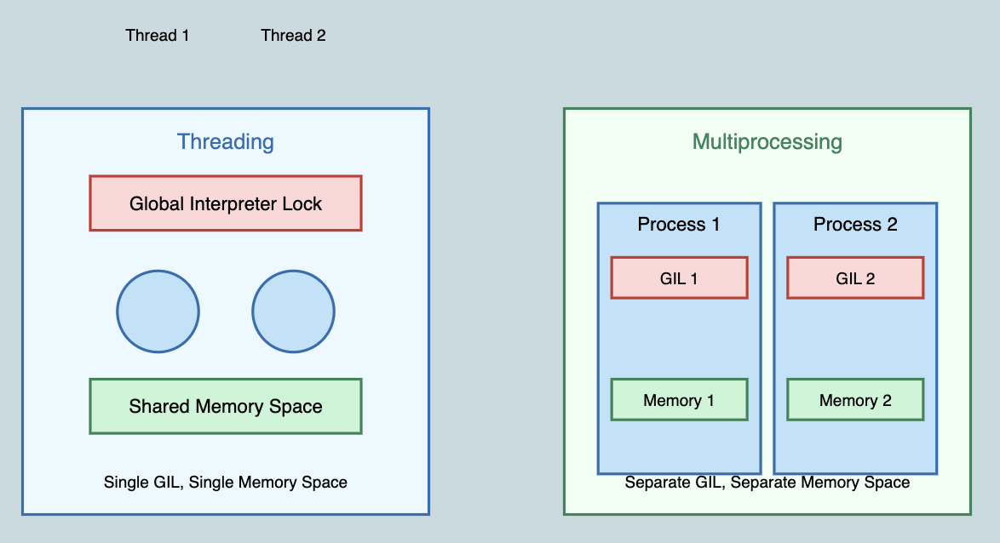 Thread 1
Thread 2
Threading
Global Interpreter Lock
Shared Memory Space
Single GIL, Single Memory Space
Multiprocessing
Process 1
GIL 1
Memory 1
Process 2
GIL 2
Memory 2
Separate GIL, Separate Memory Space